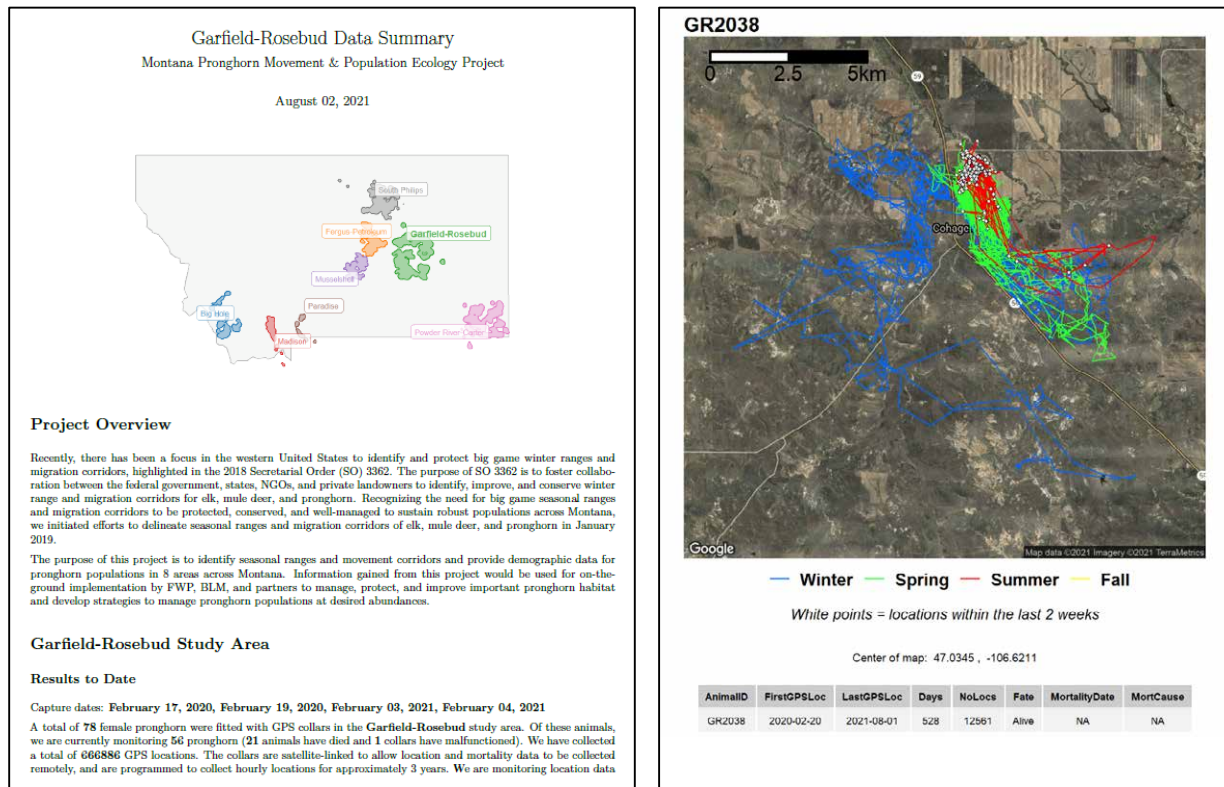 Garfield-Rosebud Data Summary
Montana Pronghorn Movement & Population Ecology Project
August 02, 2021
South Philips
Fergus-Petroleum
Garfield-Rosebud
Musselshell
Big Hole
Paradise
Madison
Powder River Carter
Project Overview
Recently, there has been a focus in the western United States to identify and protect big game winter ranges and
migration corridors, highlighted in the 2018 Secretarial Order (SO) 3362. The purpose of SO 3362 is to foster collabo-
ration between the federal government, states, NGOs, and private landowners to identify, improve, and conserve winter
range and migration corridors for elk, mule deer, and pronghorn. Recognizing the need for big game seasonal ranges
and migration corridors to be protected, conserved, and well-managed to sustain robust populations across Montana,
we initiated efforts to delineate seasonal ranges and migration corridors of elk, mule deer, and pronghorn in January
2019.
The purpose of this project is to identify seasonal ranges and movement corridors and provide demographic data for
pronghorn populations in 8 areas across Montana. Information gained from this project would be used for on-the-
ground implementation by FWP, BLM, and partners to manage, protect, and improve important pronghorn habitat
and develop strategies to manage pronghorn populations at desired abundances.
Garfield-Rosebud Study Area
Results to Date
Capture dates: February 17, 2020, February 19, 2020, February 03, 2021, February 04, 2021
A total of 78 female pronghorn were fitted with GPS collars in the Garfield-Rosebud study area. Of these animals,
we are currently monitoring 56 pronghorn (21 animals have died and 1 collars have malfunctioned). We have collected
a total of 666886 GPS locations. The collars are satellite-linked to allow location and mortality data to be collected
remotely, and are programmed to collect hourly locations for approximately 3 years. We are monitoring location data
GR2038
0 2.5 5km
59
Cohagen
Google
Map data ©2021 Imagery ©2021 TerraMetrics
Winter Spring Summer Fall
White points = locations within the last 2 weeks
Center of map: 47.0345 , -106.6211
AnimalID FirstGPSLoc LastGPSLoc Days NoLocs Fate MortalityDate MortCause
GR2038 2020-02-20 2021-08-01 528 12561 Alive NA NA